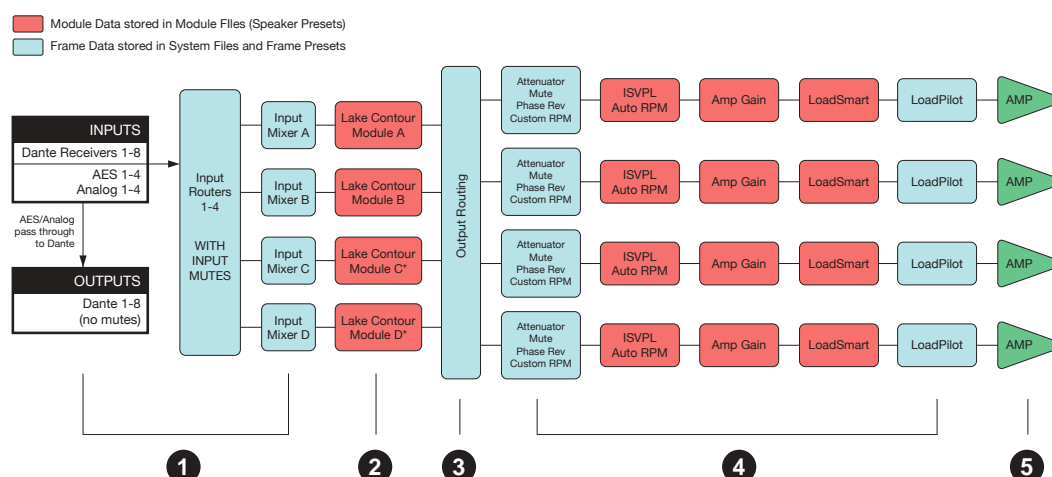 Module Data stored in Module FIles (Speaker Presets)
Frame Data stored in System Files and Frame Presets
INPUTS
Dante Receivers 1-8
AES 1-4
Analog 1-4
AES/Analog
pass through
to Dante
OUTPUTS
Dante 1-8
(no mutes)
Input
Routers
1-4
WITH
INPUT
MUTES
Input
Mixer A
Lake Contour
Module A
Input
Mixer B
Lake Contour
Module B
Input
Mixer C
Lake Contour
Module C*
Input
Mixer D
Lake Contour
Module D*
Output Routing
Attenuator
Mute
Phase Rev
Custom RPM
ISVPL
Auto RPM
Amp Gain
LoadSmart
LoadPilot
AMP
Attenuator
Mute
Phase Rev
Custom RPM
ISVPL
Auto RPM
Amp Gain
LoadSmart
LoadPilot
AMP
Attenuator
Mute
Phase Rev
Custom RPM
ISVPL
Auto RPM
Amp Gain
LoadSmart
LoadPilot
AMP
Attenuator
Mute
Phase Rev
Custom RPM
ISVPL
Auto RPM
Amp Gain
LoadSmart
LoadPilot
AMP
1
2
3
4
5